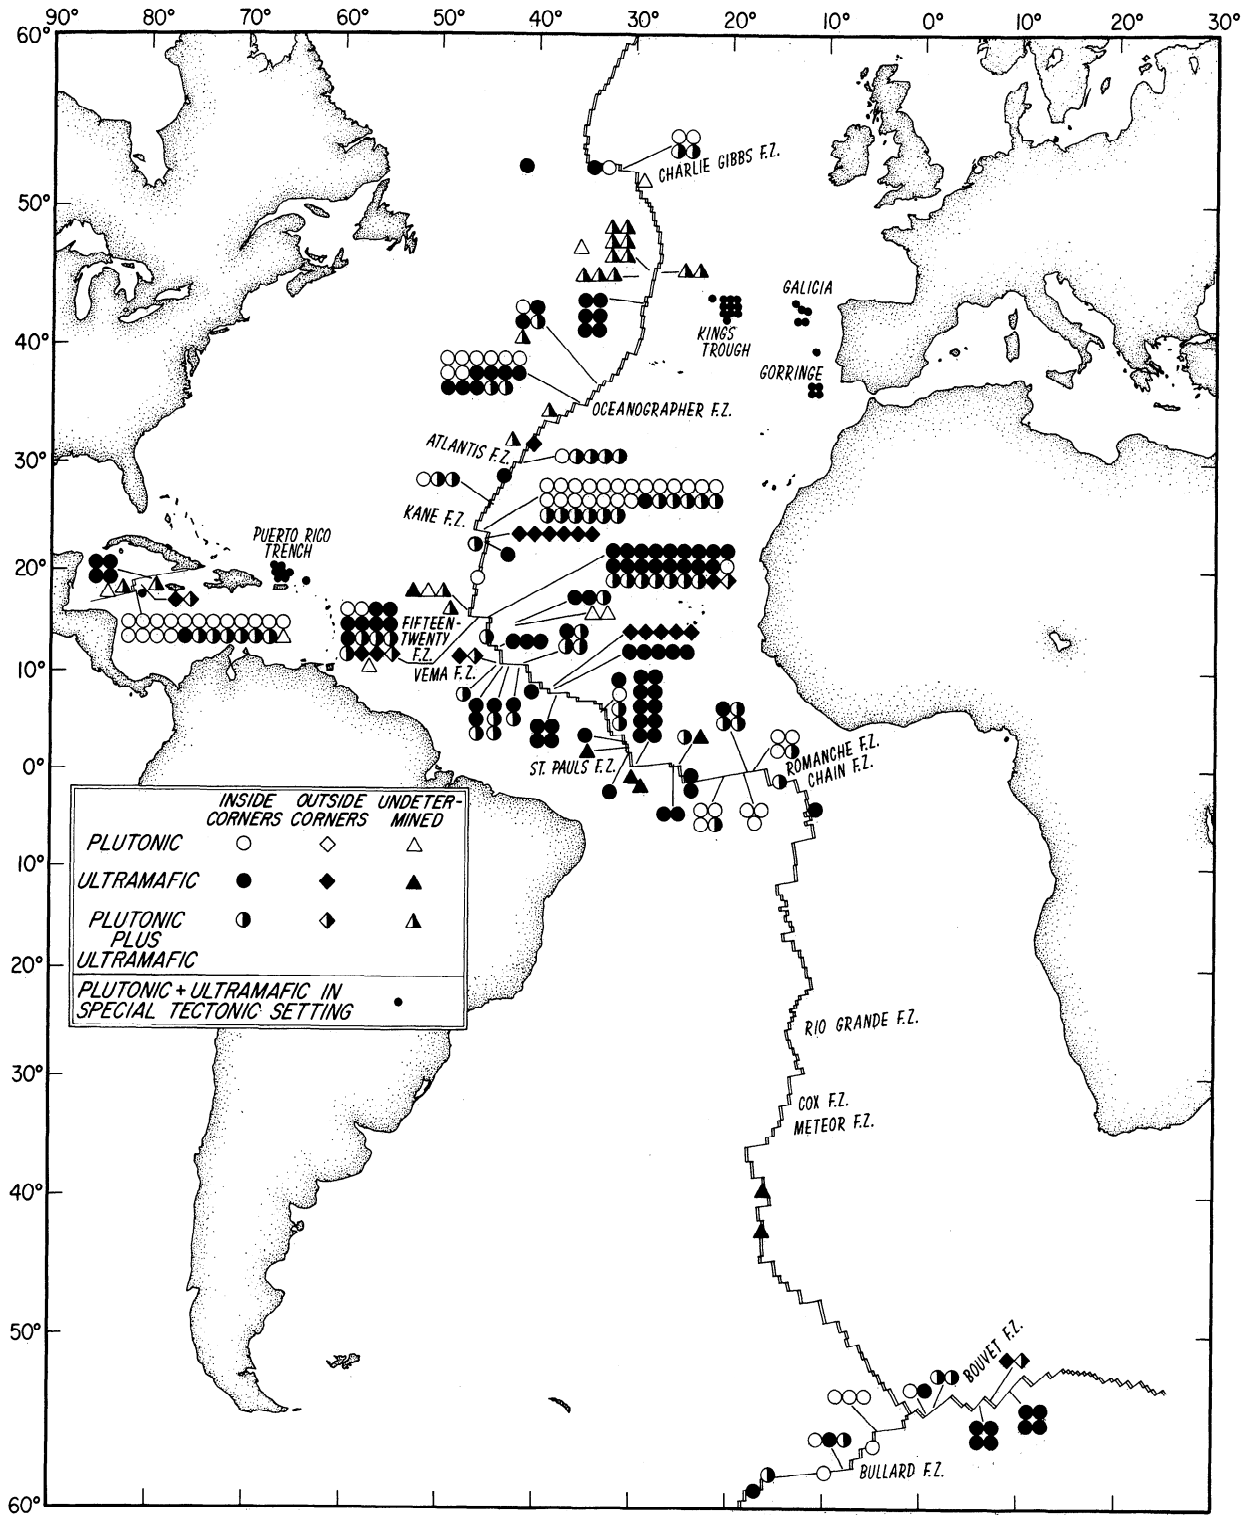 90° 80° 70° 60° 50° 40° 30° 20° 10° 0° 10° 20° 30°
60°
CHARLIE GIBBS F.Z.
50°
GALICIA
KINGS
TROUGH
40°
GORRINGE
OCEANOGRAPHER F.Z.
ATLANTIS F.Z.
30°
KANE F.Z.
PUERTO RICO
TRENCH
20°
FIFTEEN-
TWENTY
F.Z.
VEMA F.Z.
10°
ST. PAULS F.Z.
ROMANCHE F.Z.
CHAIN F.Z.
0°
INSIDE CORNERS
OUTSIDE CORNERS
UNDETER-
MINED
PLUTONIC
ULTRAMAFIC
PLUTONIC
PLUS
ULTRAMAFIC
PLUTONIC + ULTRAMAFIC IN
SPECIAL TECTONIC SETTING
10°
20°
RIO GRANDE F.Z.
30°
COX F.Z.
METEOR F.Z.
40°
50°
BOUVET F.Z.
BULLARD F.Z.
60°